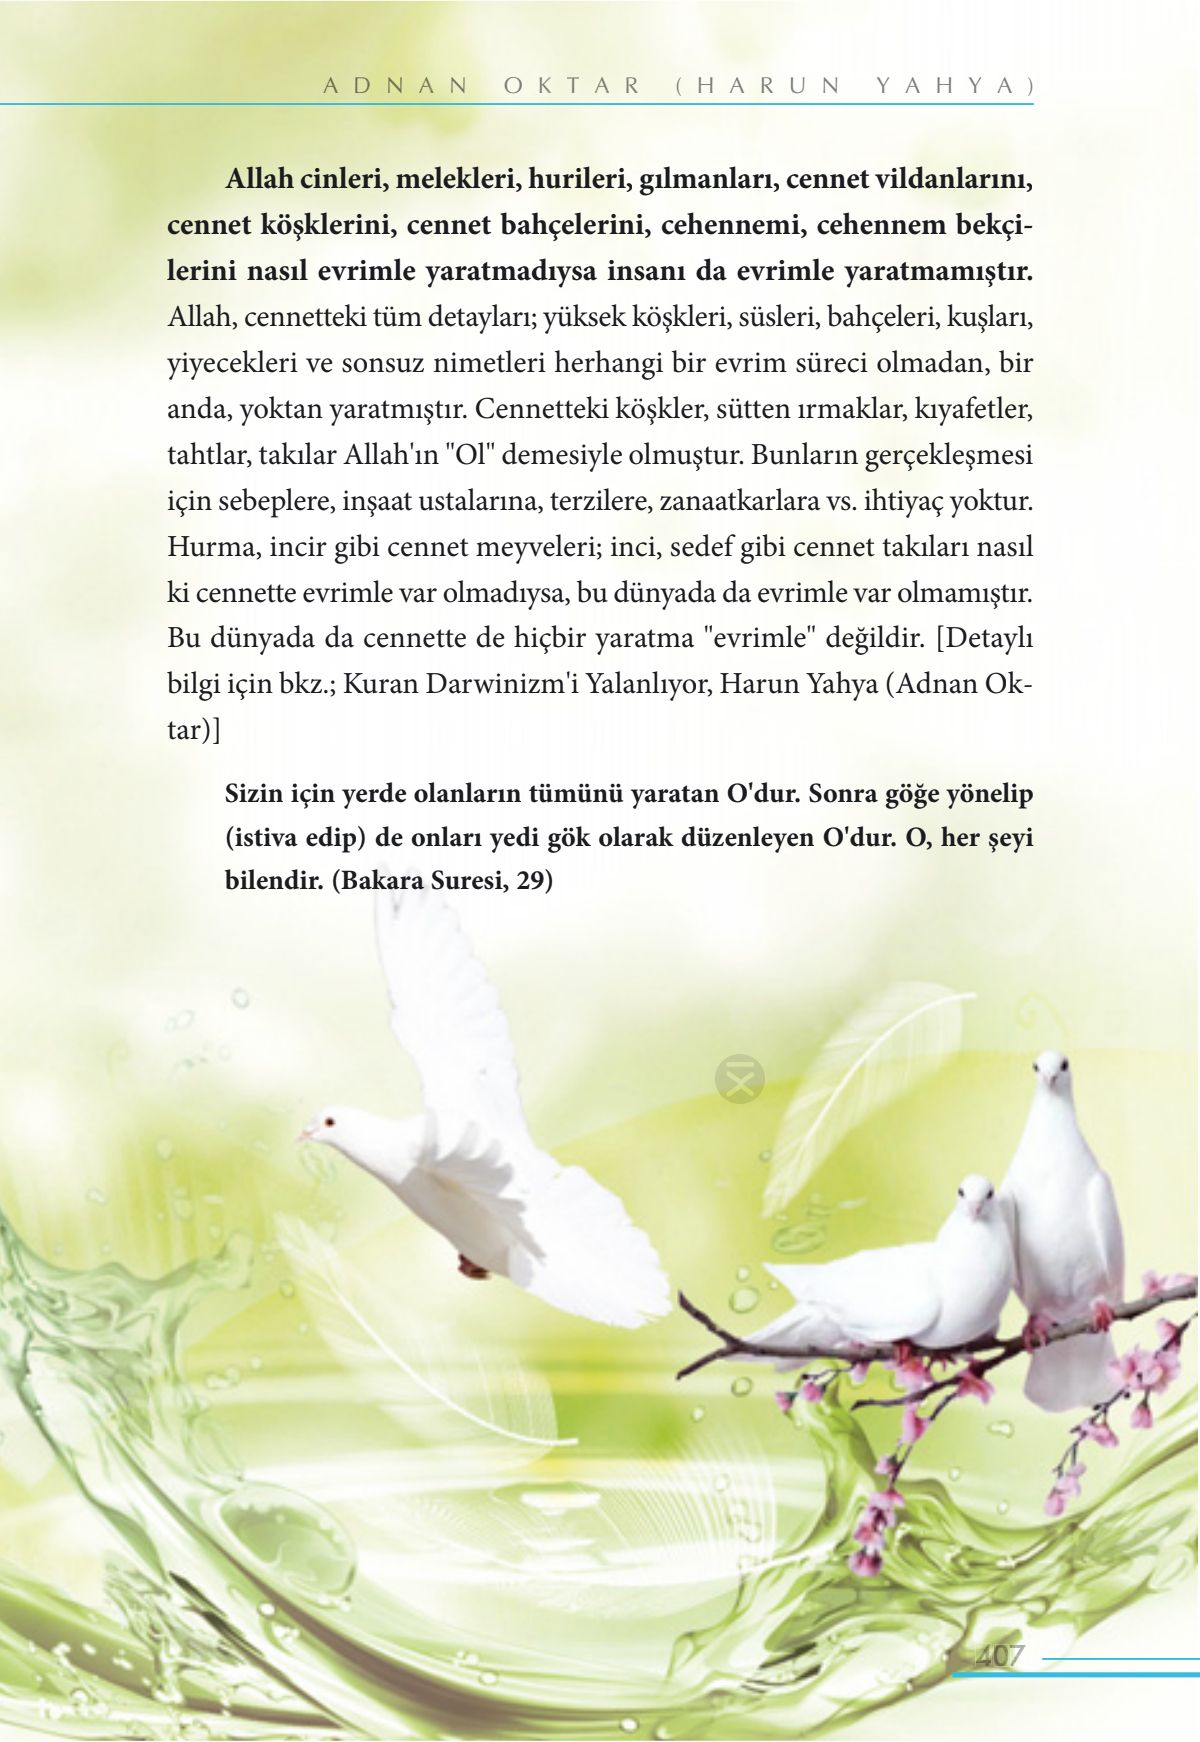 ADNAN OKTAR (HARUN YAHYA)
Allah cinleri, melekleri, hurileri, gılmanları, cennet vildanlarını,
cennet köşklerini, cennet bahçelerini, cehennemi, cehennem bekçi-
lerini nasıl evrimle yaratmadıysa insanı da evrimle yaratmamıştır.
Allah, cennetteki tüm detayları; yüksek köşkleri, süsleri, bahçeleri, kuşları,
yiyecekleri ve sonsuz nimetleri herhangi bir evrim süreci olmadan, bir
anda, yoktan yaratmıştır. Cennetteki köşkler, sütten ırmaklar, kıyafetler,
tahtlar, takılar Allah'ın "Ol" demesiyle olmuştur. Bunların gerçekleşmesi
için sebeplere, inşaat ustalarına, terzilere, zanaatkarlara vs. ihtiyaç yoktur.
Hurma, incir gibi cennet meyveleri; inci, sedef gibi cennet takıları nasıl
ki cennette evrimle var olmadıysa, bu dünyada da evrimle var olmamıştır.
Bu dünyada da cennette de hiçbir yaratma "evrimle" değildir. [Detaylı
bilgi için bkz.; Kuran Darwinizm'i Yalanlıyor, Harun Yahya (Adnan Ok-
tar)]
Sizin için yerde olanların tümünü yaratan O'dur. Sonra göğe yönelip
(istiva edip) de onları yedi gök olarak düzenleyen O'dur. O, her şeyi
bilendir. (Bakara Suresi, 29)
407